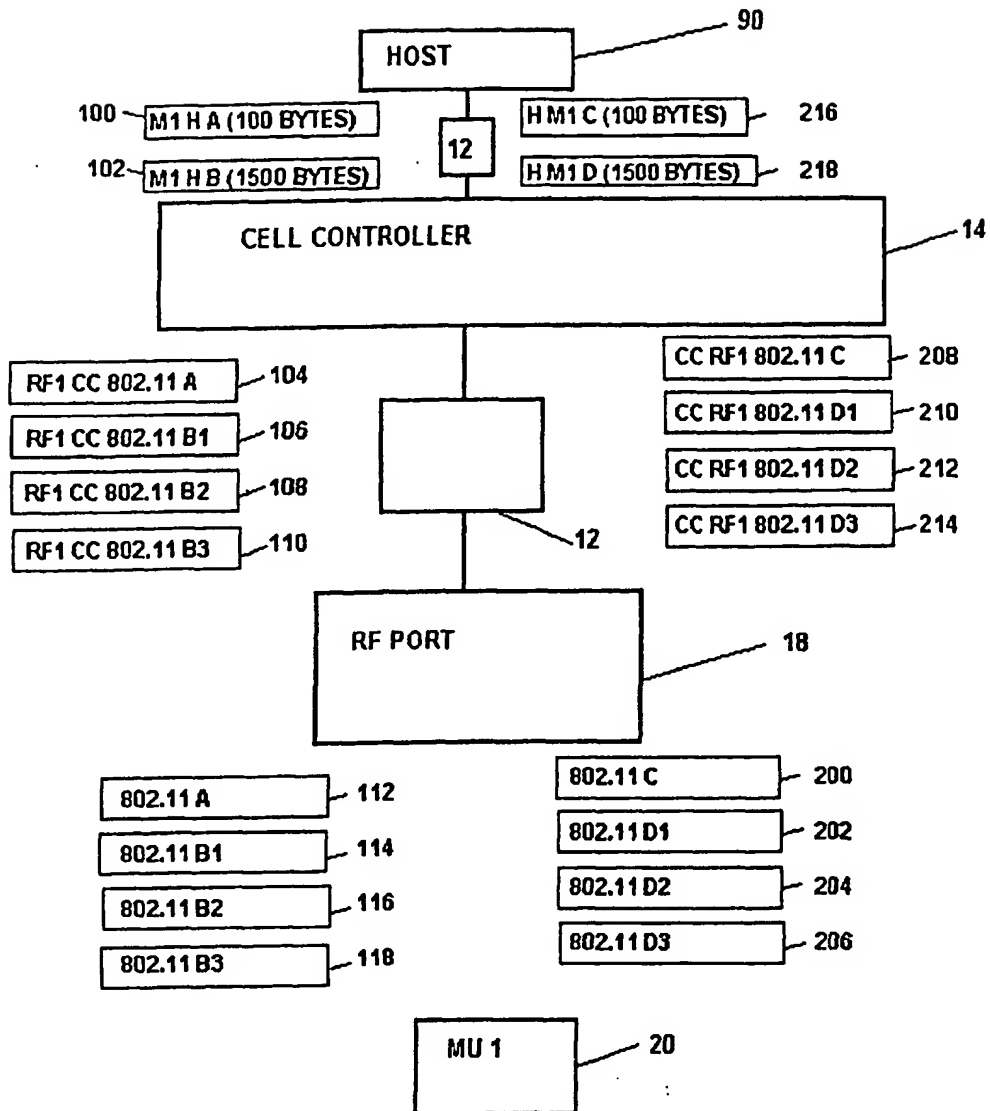 90
HOST
100 M1 H A (100 BYTES) H M1 C (100 BYTES) 216
12
102 M1 H B (1500 BYTES) H M1 D (1500 BYTES) 218
CELL CONTROLLER 14
RF1 CC 802.11 A 104 CC RF1 802.11 C 208
RF1 CC 802.11 B1 106 CC RF1 802.11 D1 210
RF1 CC 802.11 B2 108 CC RF1 802.11 D2 212
RF1 CC 802.11 B3 110 CC RF1 802.11 D3 214
12
RF PORT 18
802.11 A 112 802.11 C 200
802.11 B1 114 802.11 D1 202
802.11 B2 116 802.11 D2 204
802.11 B3 118 802.11 D3 206
MU 1 20